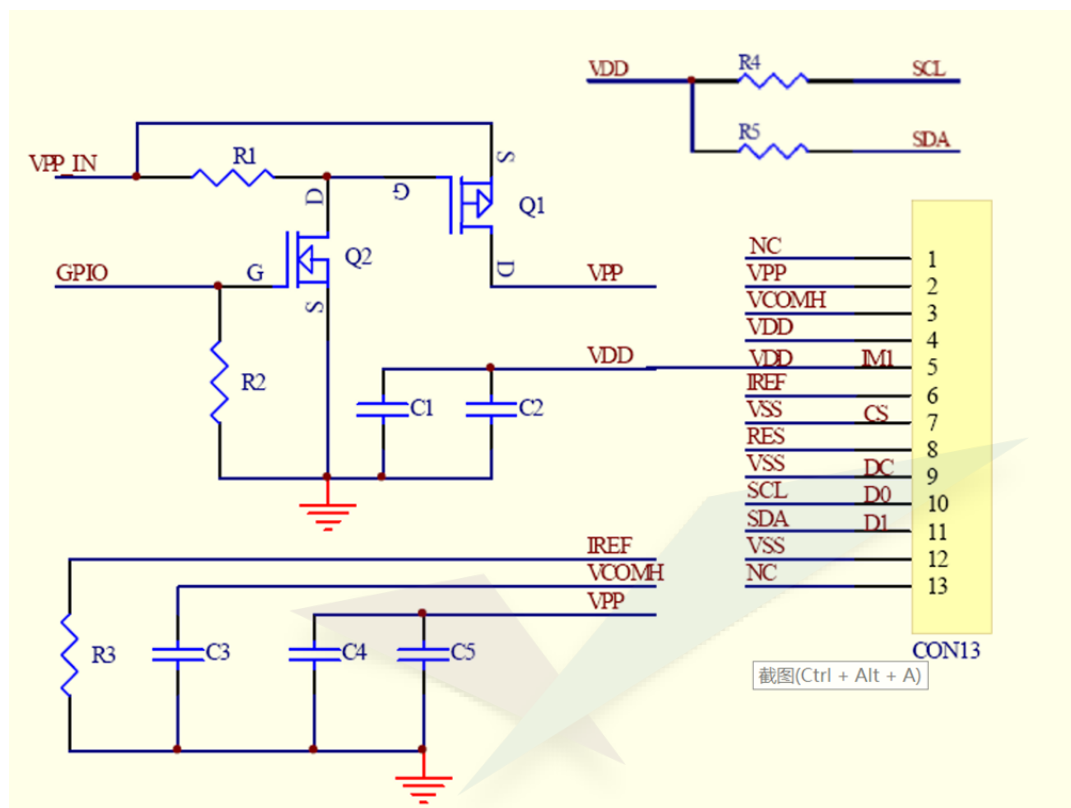 VDD R4 SCL
R5 SDA
VPP_IN R1 S
D G Q1
GPIO G Q2
S D VPP
R2
VDD
C1 C2
NC 1
VPP 2
VCOMH 3
VDD 4
VDD IM1 5
IREF 6
VSS CS 7
RES 8
VSS DC 9
SCL D0 10
SDA D1 11
VSS 12
NC 13
CON13
IREF
VCOMH
VPP
R3 C3 C4 C5
截图(Ctrl + Alt + A)